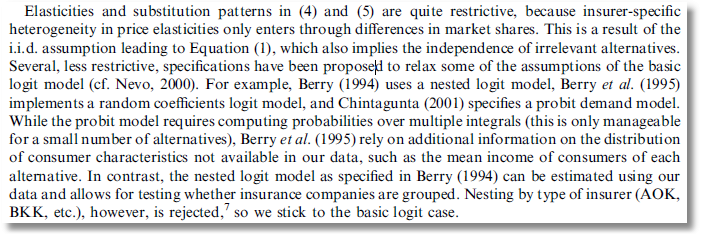 Elasticities and substitution patterns in (4) and (5) are quite restrictive, because insurer-specific
heterogeneity in price elasticities only enters through differences in market shares. This is a result of the
i.i.d. assumption leading to Equation (1), which also implies the independence of irrelevant alternatives.
Several, less restrictive, specifications have been proposed to relax some of the assumptions of the basic
logit model (cf. Nevo, 2000). For example, Berry (1994) uses a nested logit model, Berry et al. (1995)
implements a random coefficients logit model, and Chintagunta (2001) specifies a probit demand model.
While the probit model requires computing probabilities over multiple integrals (this is only manageable
for a small number of alternatives), Berry et al. (1995) rely on additional information on the distribution
of consumer characteristics not available in our data, such as the mean income of consumers of each
alternative. In contrast, the nested logit model as specified in Berry (1994) can be estimated using our
data and allows for testing whether insurance companies are grouped. Nesting by type of insurer (AOK,
BKK, etc.), however, is rejected,7 so we stick to the basic logit case.